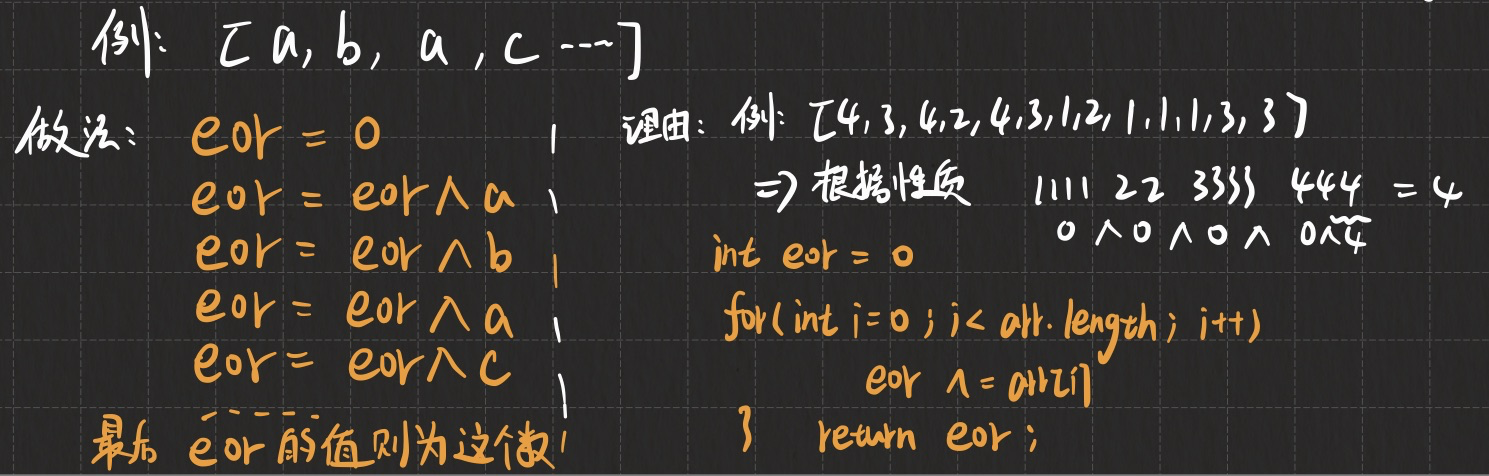 例: [a, b, a, c ----]
做法:
eor = 0
eor = eor ∧ a
eor = eor ∧ b
eor = eor ∧ a
eor = eor ∧ c
-----
最后 eor 的值则为这个数
理由: 例: [4,3,4,2,4,3,1,2,1,1,1,3,3]
=> 根据性质 1111 22 3333 444 = 4
0 ∧ 0 ∧ 0 ∧ 0∧4
int eor = 0
for(int i=0; i< arr.length; i++)
eor ∧= arr[i]
} return eor;